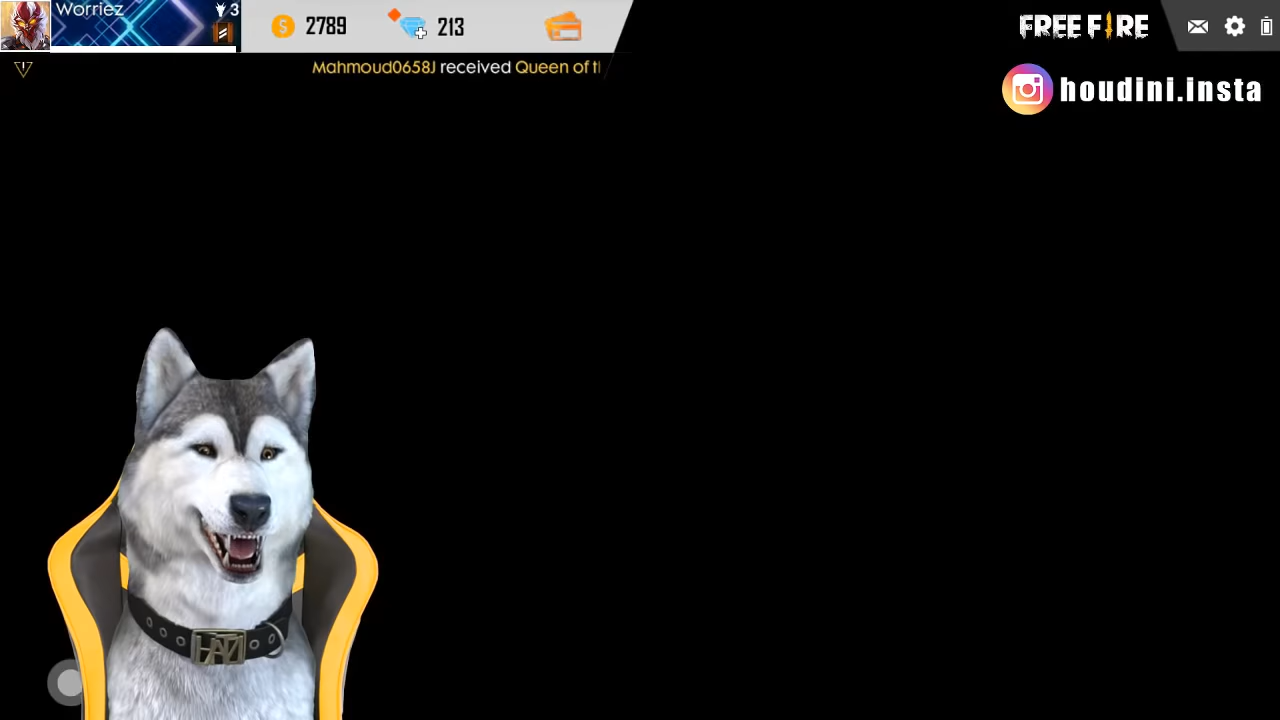 Worriez
3
2789
213
FREE FIRE
Mahmoud0658J received Queen of t
houdini.insta